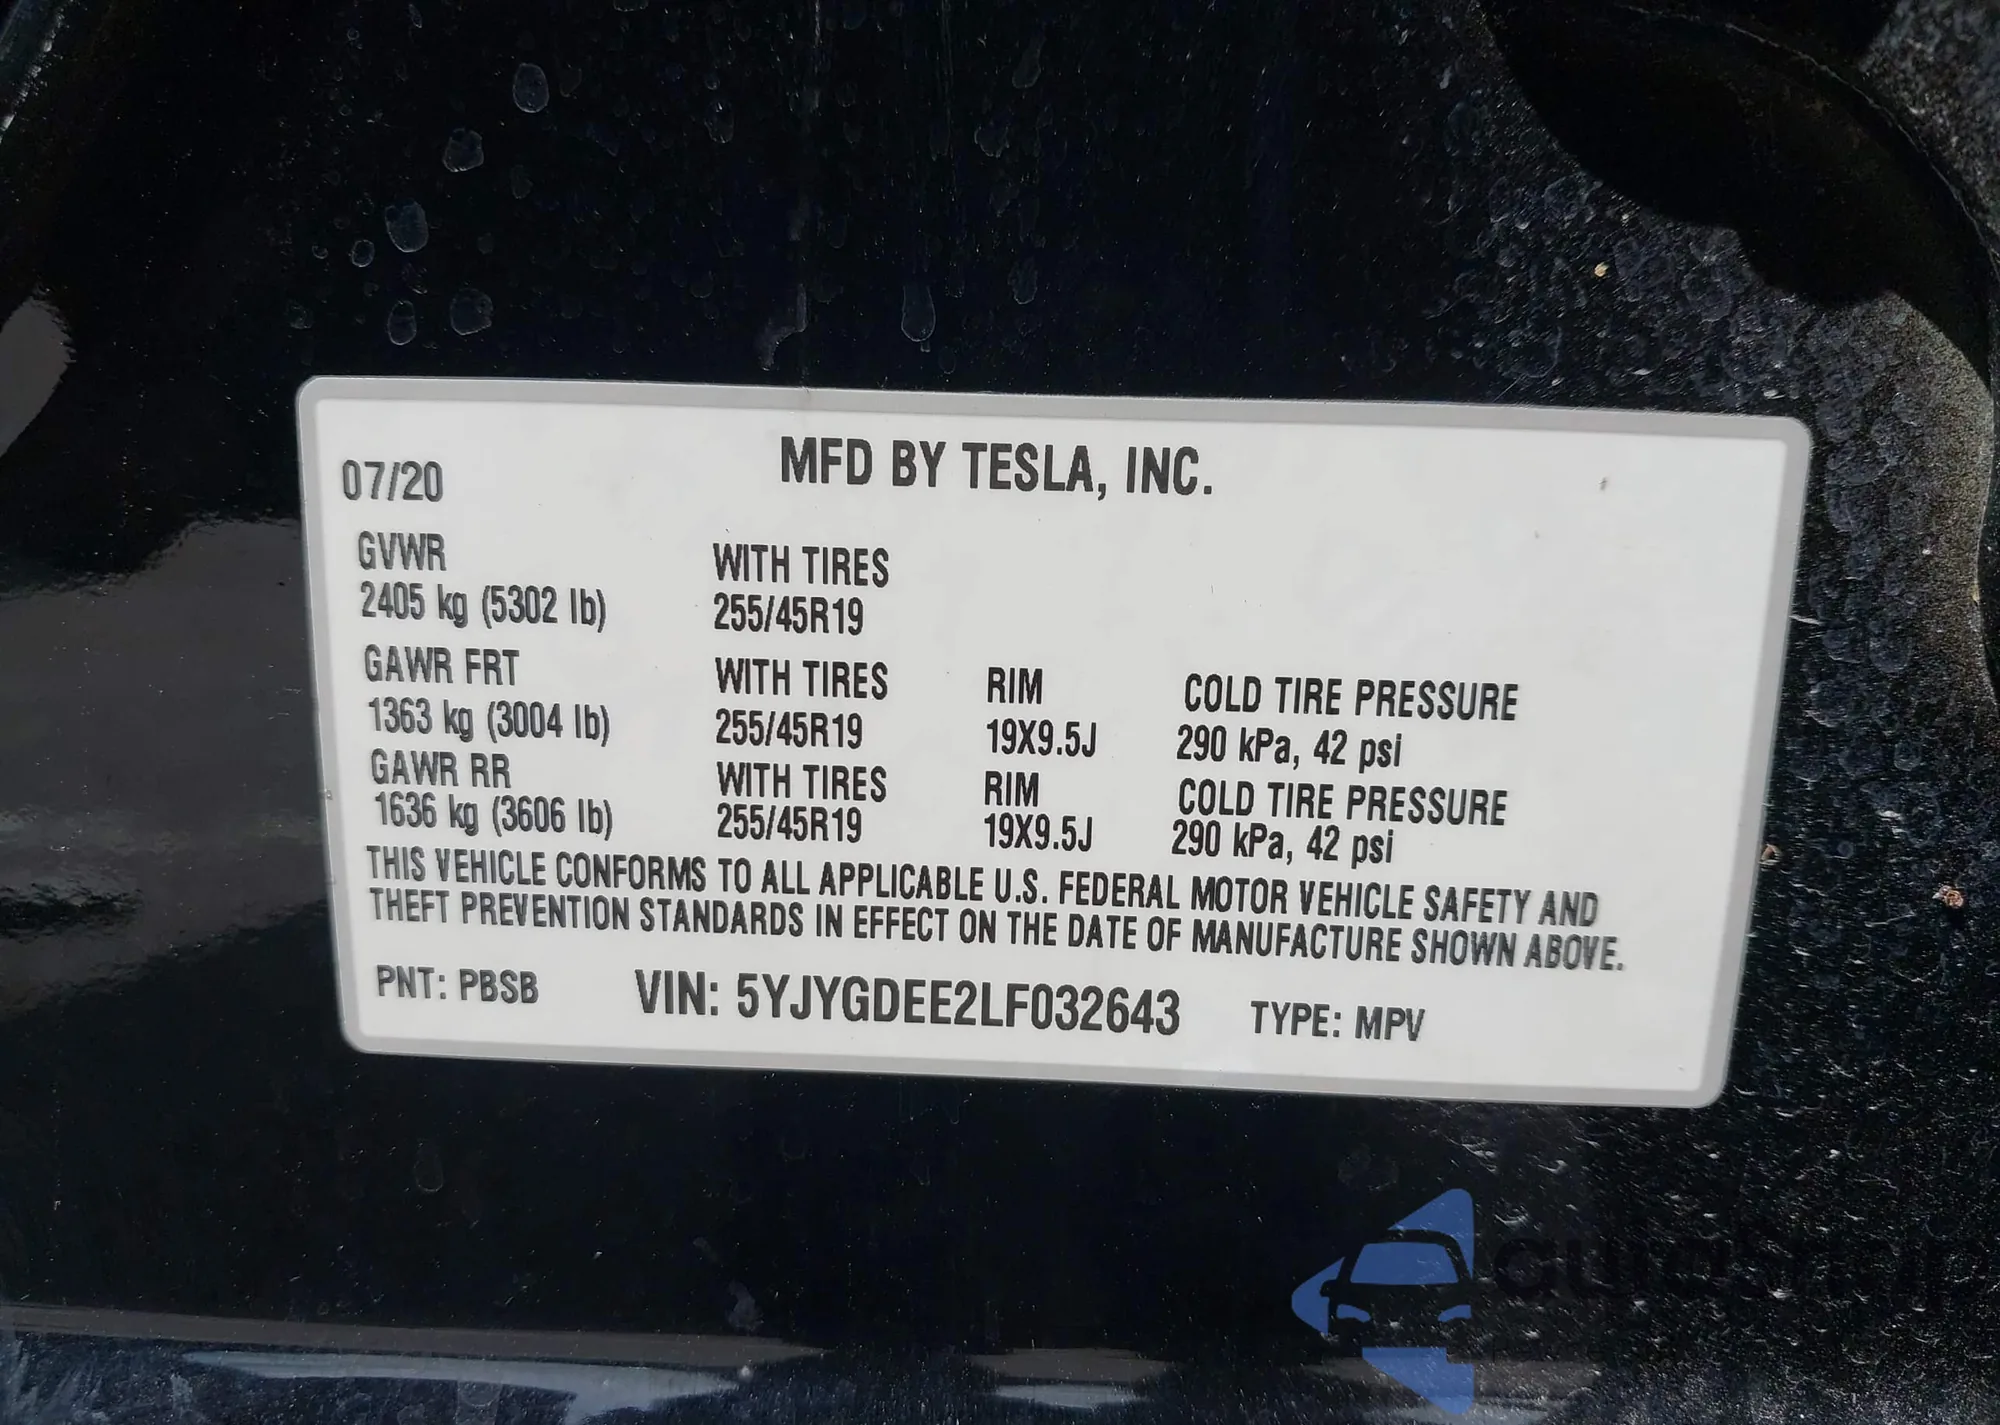 MFD BY TESLA, INC.
07/20
GVWR WITH TIRES
2405 kg (5302 lb) 255/45R19
GAWR FRT WITH TIRES RIM COLD TIRE PRESSURE
1363 kg (3004 lb) 255/45R19 19X9.5J 290 kPa, 42 psi
GAWR RR WITH TIRES RIM COLD TIRE PRESSURE
1636 kg (3606 lb) 255/45R19 19X9.5J 290 kPa, 42 psi
THIS VEHICLE CONFORMS TO ALL APPLICABLE U.S. FEDERAL MOTOR VEHICLE SAFETY AND
THEFT PREVENTION STANDARDS IN EFFECT ON THE DATE OF MANUFACTURE SHOWN ABOVE.
PNT: PBSB VIN: 5YJYGDEE2LF032643 TYPE: MPV